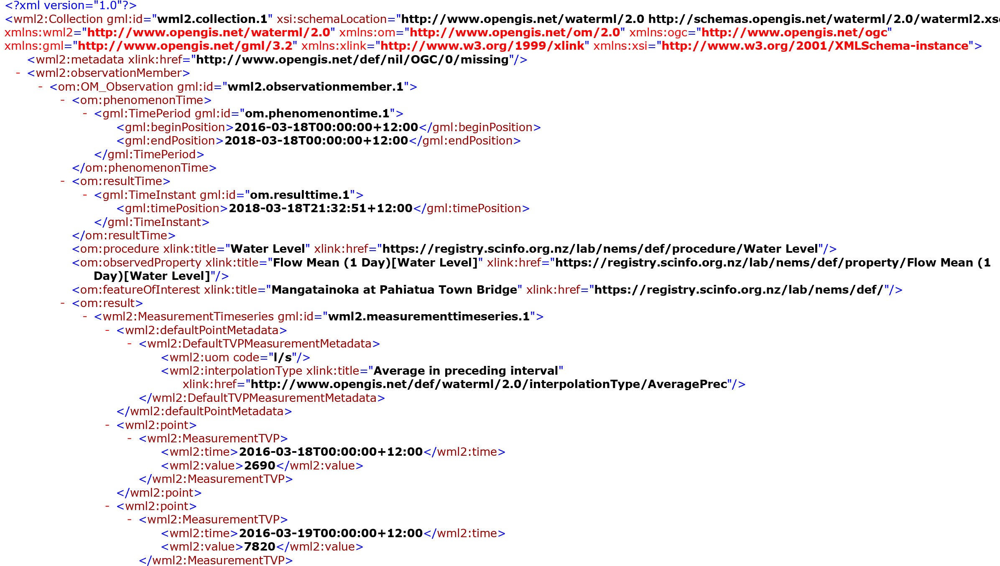 <?xml version="1.0"?>
<wml2:Collection gml:id="wml2.collection.1" xsi:schemaLocation="http://www.opengis.net/waterml/2.0 http://schemas.opengis.net/waterml/2.0/waterml2.xs
xmlns:wml2="http://www.opengis.net/waterml/2.0" xmlns:om="http://www.opengis.net/om/2.0" xmlns:ogc="http://www.opengis.net/ogc"
xmlns:gml="http://www.opengis.net/gml/3.2" xmlns:xlink="http://www.w3.org/1999/xlink" xmlns:xsi="http://www.w3.org/2001/XMLSchema-instance">
<wml2:metadata xlink:href="http://www.opengis.net/def/nil/OGC/0/missing"/>
- <wml2:observationMember>
- <om:OM_Observation gml:id="wml2.observationmember.1">
- <om:phenomenonTime>
- <gml:TimePeriod gml:id="om.phenomenontime.1">
<gml:beginPosition>2016-03-18T00:00:00+12:00</gml:beginPosition>
<gml:endPosition>2018-03-18T00:00:00+12:00</gml:endPosition>
</gml:TimePeriod>
</om:phenomenonTime>
- <om:resultTime>
- <gml:TimeInstant gml:id="om.resulttime.1">
<gml:timePosition>2018-03-18T21:32:51+12:00</gml:timePosition>
</gml:TimeInstant>
</om:resultTime>
<om:procedure xlink:title="Water Level" xlink:href="https://registry.scinfo.org.nz/lab/nems/def/procedure/Water Level"/>
<om:observedProperty xlink:title="Flow Mean (1 Day)[Water Level]" xlink:href="https://registry.scinfo.org.nz/lab/nems/def/property/Flow Mean (1
Day)[Water Level]"/>
<om:featureOfInterest xlink:title="Mangatainoka at Pahiatua Town Bridge" xlink:href="https://registry.scinfo.org.nz/lab/nems/def/"/>
- <om:result>
- <wml2:MeasurementTimeseries gml:id="wml2.measurementtimeseries.1">
- <wml2:defaultPointMetadata>
- <wml2:DefaultTVPMeasurementMetadata>
<wml2:uom code="l/s"/>
<wml2:interpolationType xlink:title="Average in preceding interval"
xlink:href="http://www.opengis.net/def/waterml/2.0/interpolationType/AveragePrec"/>
</wml2:DefaultTVPMeasurementMetadata>
</wml2:defaultPointMetadata>
- <wml2:point>
- <wml2:MeasurementTVP>
<wml2:time>2016-03-18T00:00:00+12:00</wml2:time>
<wml2:value>2690</wml2:value>
</wml2:MeasurementTVP>
</wml2:point>
- <wml2:point>
- <wml2:MeasurementTVP>
<wml2:time>2016-03-19T00:00:00+12:00</wml2:time>
<wml2:value>7820</wml2:value>
</wml2:MeasurementTVP>